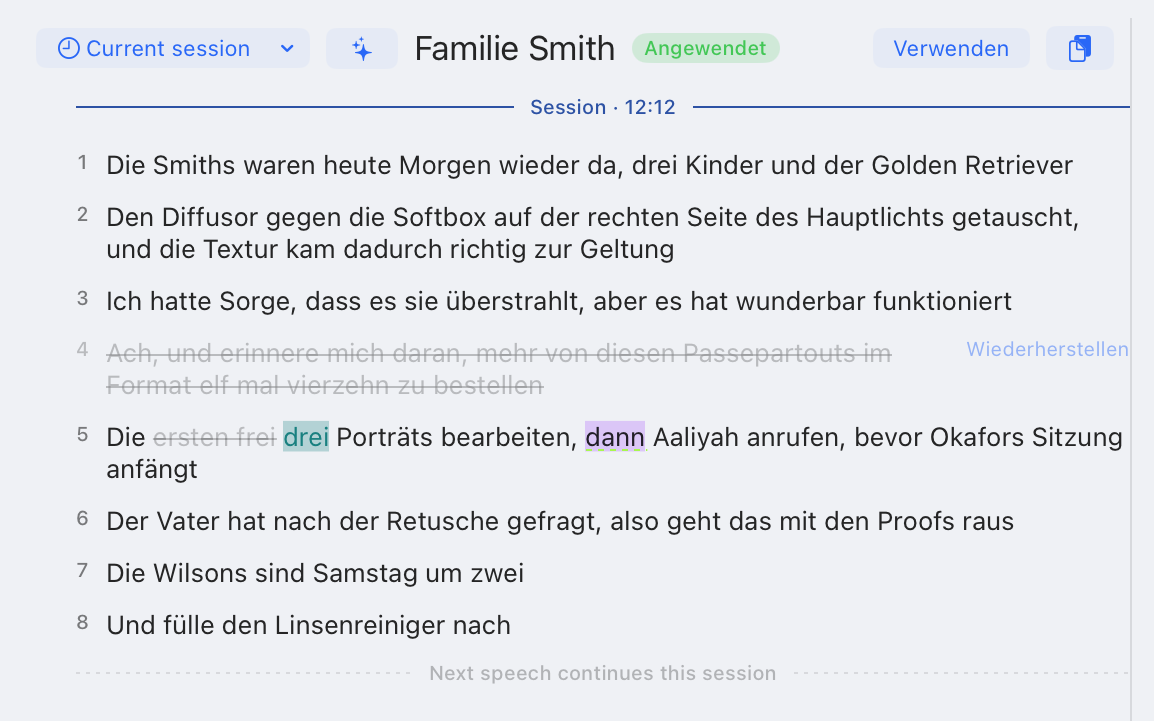 Current session
Familie Smith
Angewendet
Verwenden
Session · 12:12
1 Die Smiths waren heute Morgen wieder da, drei Kinder und der Golden Retriever
2 Den Diffusor gegen die Softbox auf der rechten Seite des Hauptlichts getauscht,
und die Textur kam dadurch richtig zur Geltung
3 Ich hatte Sorge, dass es sie überstrahlt, aber es hat wunderbar funktioniert
4 Ach, und erinnere mich daran, mehr von diesen Passepartouts im
Format elf mal vierzehn zu bestellen
Wiederherstellen
5 Die ersten frei drei Porträts bearbeiten, dann Aaliyah anrufen, bevor Okafors Sitzung
anfängt
6 Der Vater hat nach der Retusche gefragt, also geht das mit den Proofs raus
7 Die Wilsons sind Samstag um zwei
8 Und fülle den Linsenreiniger nach
Next speech continues this session